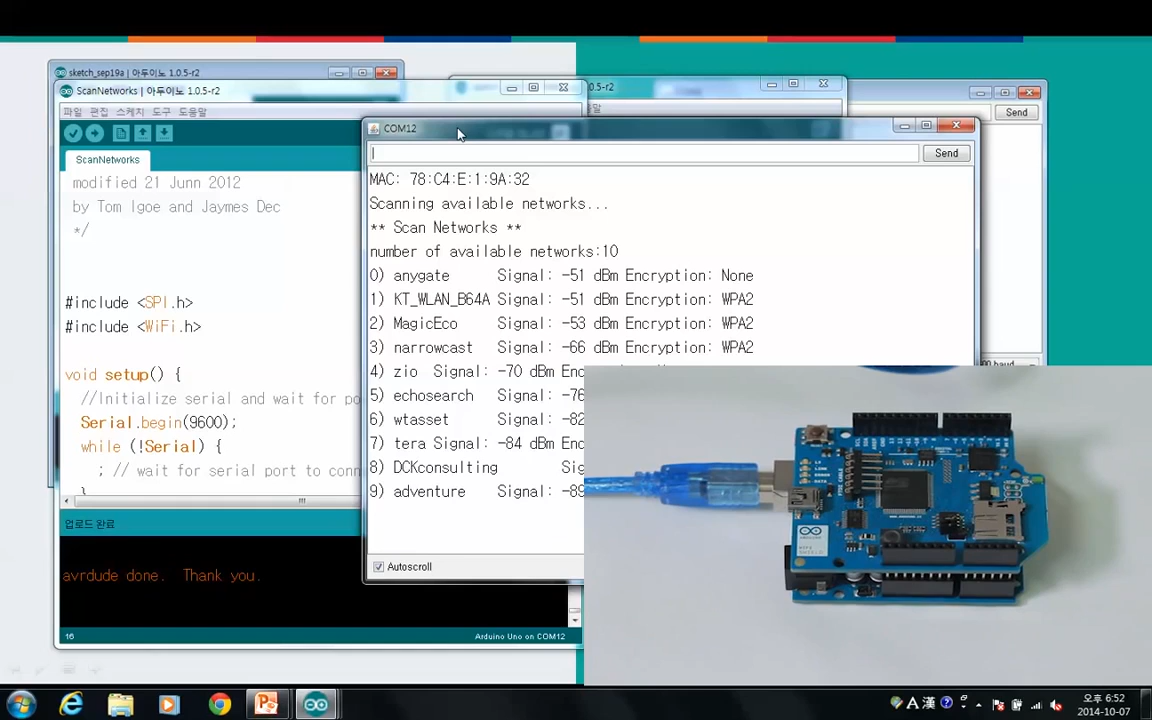 sketch_sep19a | 아두이노 1.0.5-r2
ScanNetworks | 아두이노 1.0.5-r2
.0.5-r2
파일 편집 스케치 도구 도움말
Send
COM12
ScanNetworks
Send
modified 21 Junn 2012
by Tom Igoe and Jaymes Dec
*/
#include <SPI.h>
#include <WiFi.h>
void setup() {
//Initialize serial and wait for po
Serial.begin(9600);
while (!Serial) {
; // wait for serial port to conn
}
MAC: 78:C4:E:1:9A:32
Scanning available networks...
** Scan Networks **
number of available networks:10
0) anygate Signal: -51 dBm Encryption: None
1) KT_WLAN_B64A Signal: -51 dBm Encryption: WPA2
2) MagicEco Signal: -53 dBm Encryption: WPA2
3) narrowcast Signal: -66 dBm Encryption: WPA2
4) zio Signal: -70 dBm Enc
5) echosearch Signal: -76
6) wtasset Signal: -82
7) tera Signal: -84 dBm Enc
8) DCKconsulting Sig
9) adventure Signal: -89
Autoscroll
업로드 완료
avrdude done. Thank you.
16
Arduino Uno on COM12
A 漢
오후 6:52
2014-10-07